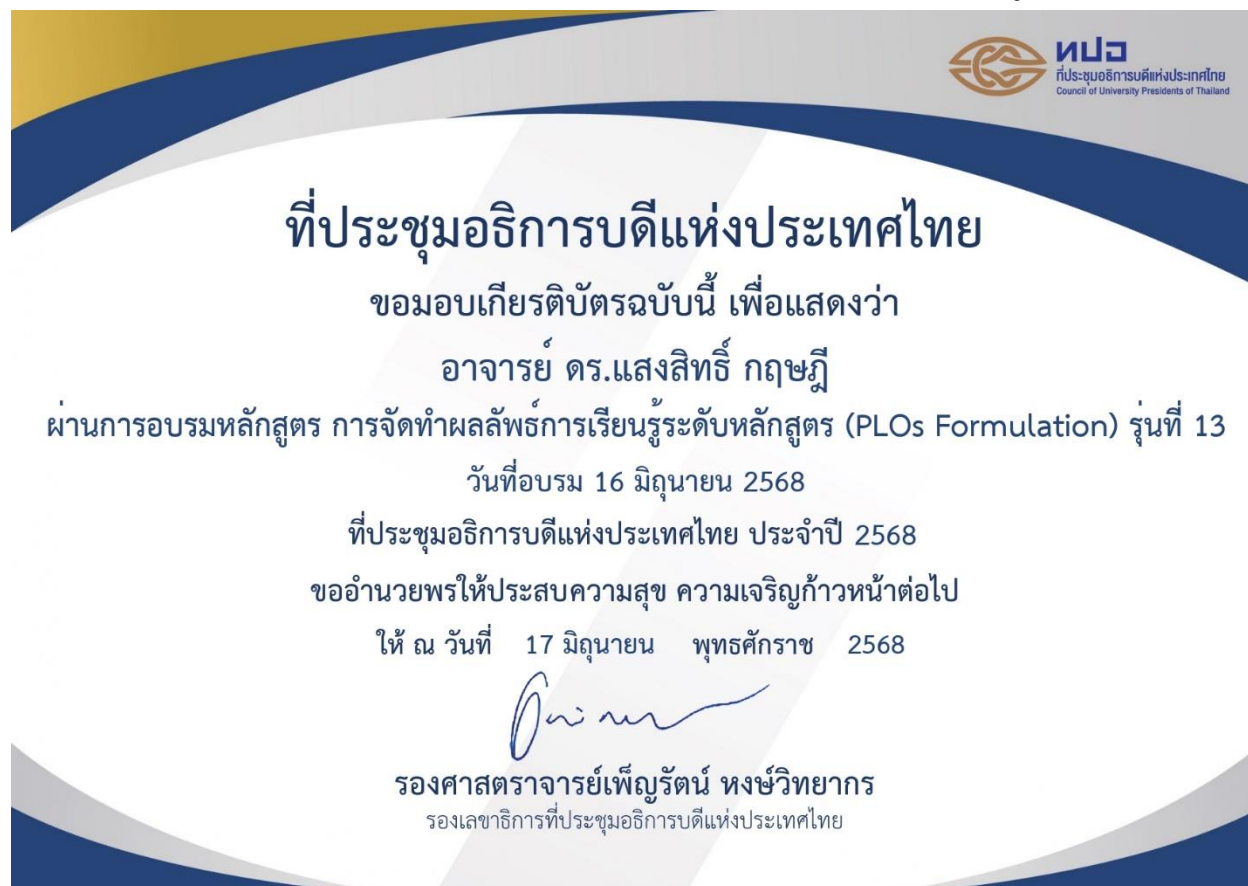 ทปอ
ที่ประชุมอธิการบดีแห่งประเทศไทย
Council of University Presidents of Thailand
ที่ประชุมอธิการบดีแห่งประเทศไทย
ขอมอบเกียรติบัตรฉบับนี้ เพื่อแสดงว่า
อาจารย์ ดร.แสงสิทธิ์ กฤษฎี
ผ่านการอบรมหลักสูตร การจัดทำผลลัพธ์การเรียนรู้ระดับหลักสูตร (PLOs Formulation) รุ่นที่ 13
วันที่อบรม 16 มิถุนายน 2568
ที่ประชุมอธิการบดีแห่งประเทศไทย ประจำปี 2568
ขออำนวยพรให้ประสบความสุข ความเจริญก้าวหน้าต่อไป
ให้ ณ วันที่ 17 มิถุนายน พุทธศักราช 2568
รองศาสตราจารย์เพ็ญรัตน์ หงษ์วิทยากร
รองเลขาธิการที่ประชุมอธิการบดีแห่งประเทศไทย